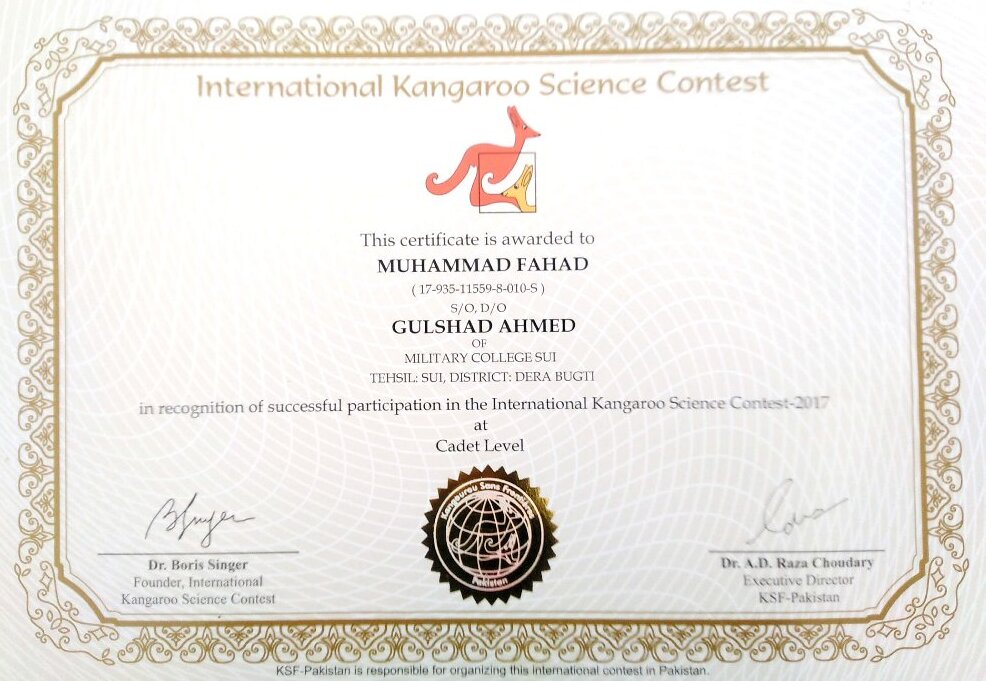 International Kangaroo Science Contest
This certificate is awarded to
MUHAMMAD FAHAD
( 17-935-11559-8-010-S )
S/O, D/O
GULSHAD AHMED
OF
MILITARY COLLEGE SUI
TEHSIL: SUI, DISTRICT: DERA BUGTI
in recognition of successful participation in the International Kangaroo Science Contest-2017
at
Cadet Level
Kangourou Sans Frontières
Pakistan
Dr. Boris Singer
Founder, International
Kangaroo Science Contest
Dr. A.D. Raza Choudary
Executive Director
KSF-Pakistan
KSF-Pakistan is responsible for organizing this international contest in Pakistan.